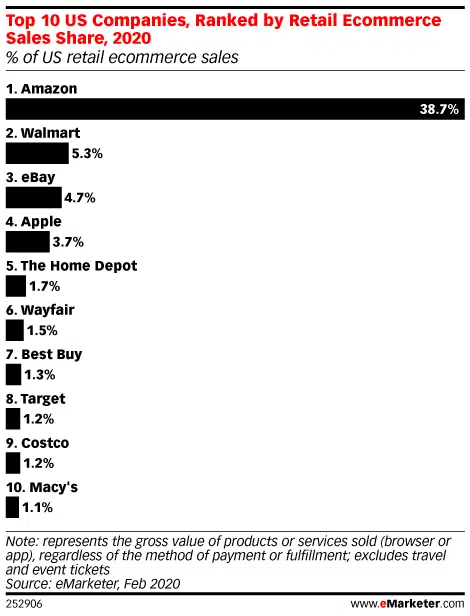 Top 10 US Companies, Ranked by Retail Ecommerce
Sales Share, 2020
% of US retail ecommerce sales
1. Amazon
38.7%
2. Walmart
5.3%
3. eBay
4.7%
4. Apple
3.7%
5. The Home Depot
1.7%
6. Wayfair
1.5%
7. Best Buy
1.3%
8. Target
1.2%
9. Costco
1.2%
10. Macy's
1.1%
Note: represents the gross value of products or services sold (browser or
app), regardless of the method of payment or fulfillment; excludes travel
and event tickets
Source: eMarketer, Feb 2020
252906 www.eMarketer.com